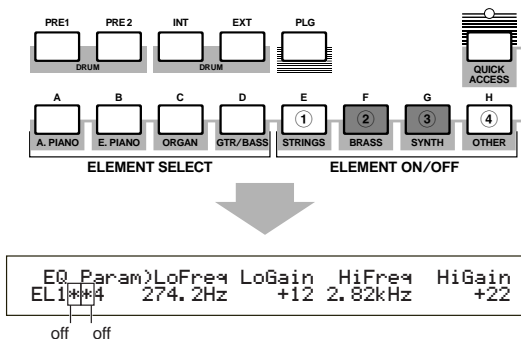 PRE1 PRE2 INT EXT PLG
DRUM DRUM QUICK ACCESS
A B C D E F G H
① ② ③ ④
A. PIANO E. PIANO ORGAN GTR/BASS STRINGS BRASS SYNTH OTHER
ELEMENT SELECT ELEMENT ON/OFF
EQ Param)LoFreq LoGain HiFreq HiGain
EL1**4 274.2Hz +12 2.82kHz +22
off off